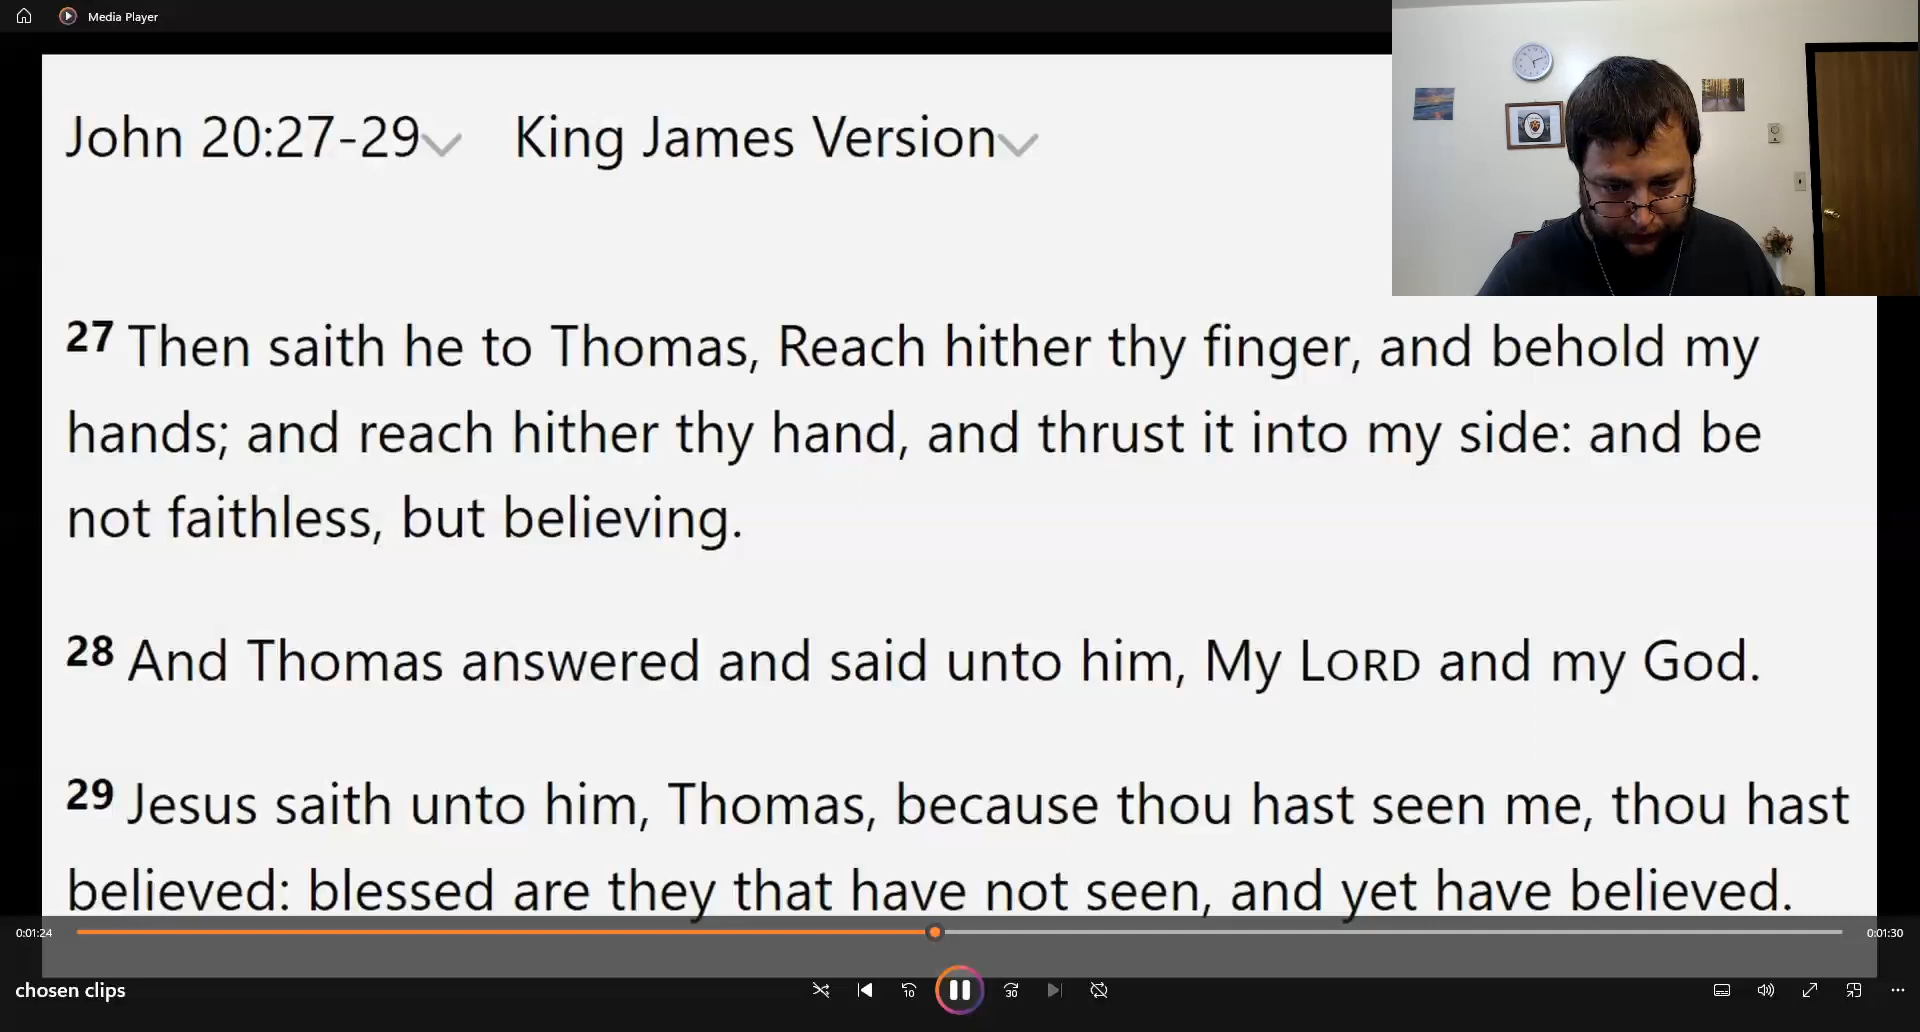 Media Player
John 20:27-29 King James Version
27 Then saith he to Thomas, Reach hither thy finger, and behold my
hands; and reach hither thy hand, and thrust it into my side: and be
not faithless, but believing.
28 And Thomas answered and said unto him, My LORD and my God.
29 Jesus saith unto him, Thomas, because thou hast seen me, thou hast
believed: blessed are they that have not seen, and yet have believed.
0:01:24 0:01:30
chosen clips 10 30